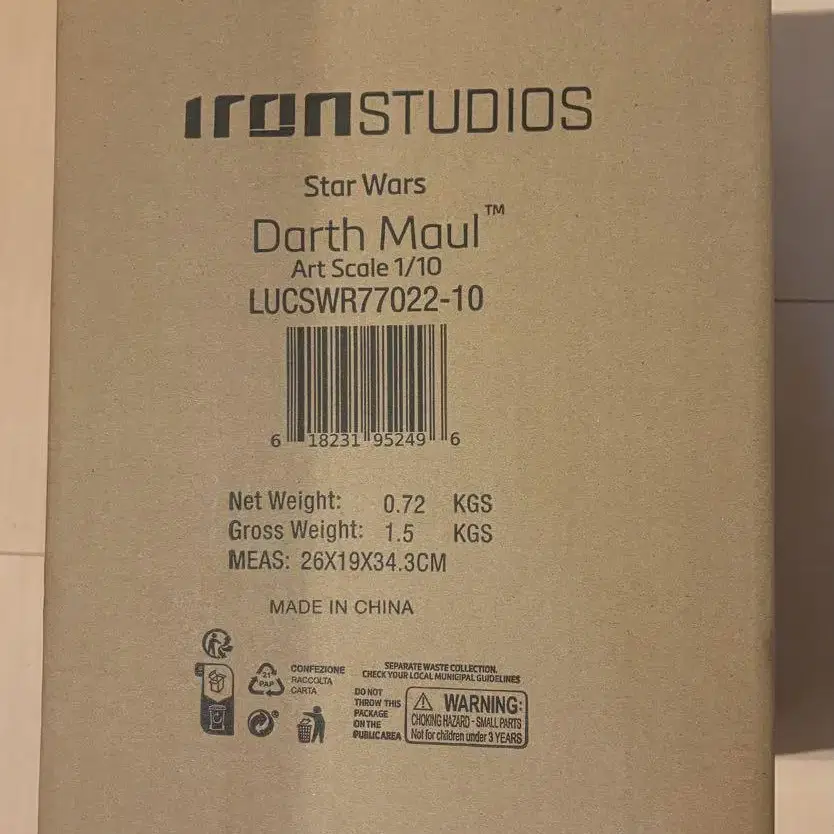 ironSTUDIOS
Star Wars
Darth Maul™
Art Scale 1/10
LUCSWR77022-10
6 18231 95249 6
Net Weight: 0.72 KGS
Gross Weight: 1.5 KGS
MEAS: 26X19X34.3CM
MADE IN CHINA
21
PAP
CONFEZIONE
RACCOLTA
CARTA
SEPARATE WASTE COLLECTION.
CHECK YOUR LOCAL MUNICIPAL GUIDELINES
DO NOT
THROW THIS
PACKAGE
ON THE
PUBLIC AREA
WARNING:
CHOKING HAZARD - SMALL PARTS
Not for children under 3 YEARS